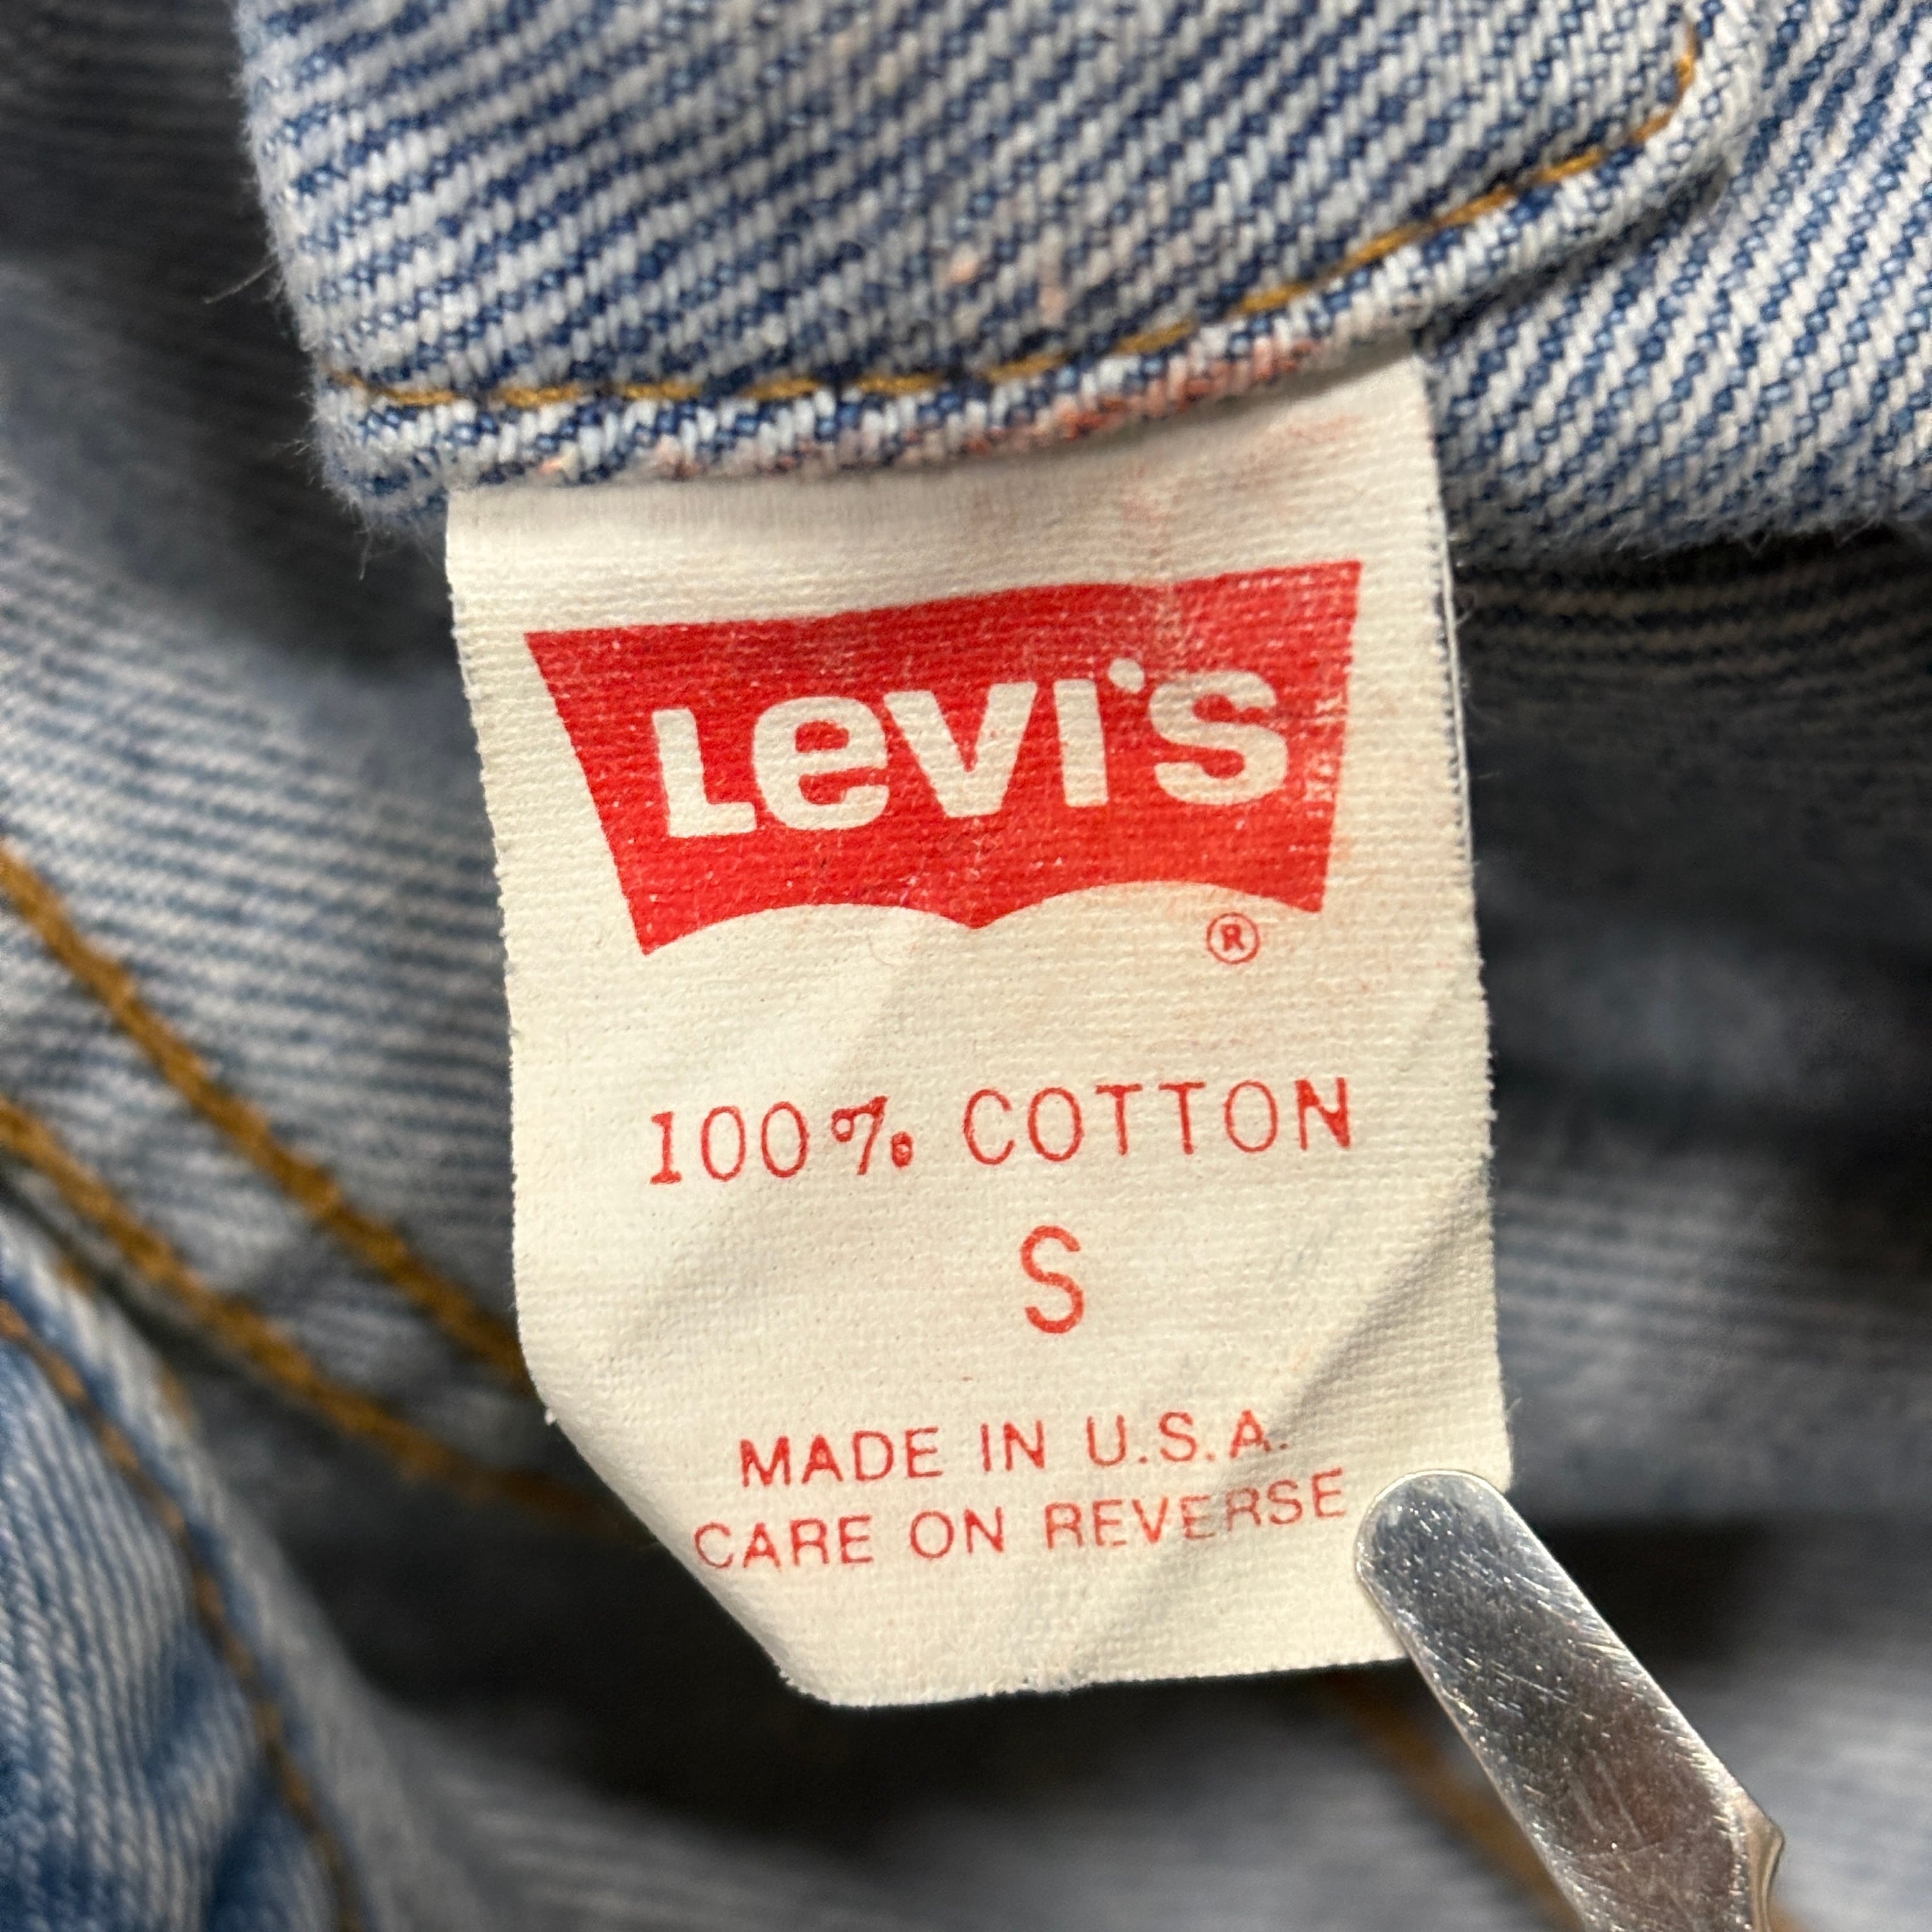 Levi's
®
100% COTTON
S
MADE IN U.S.A.
CARE ON REVERSE